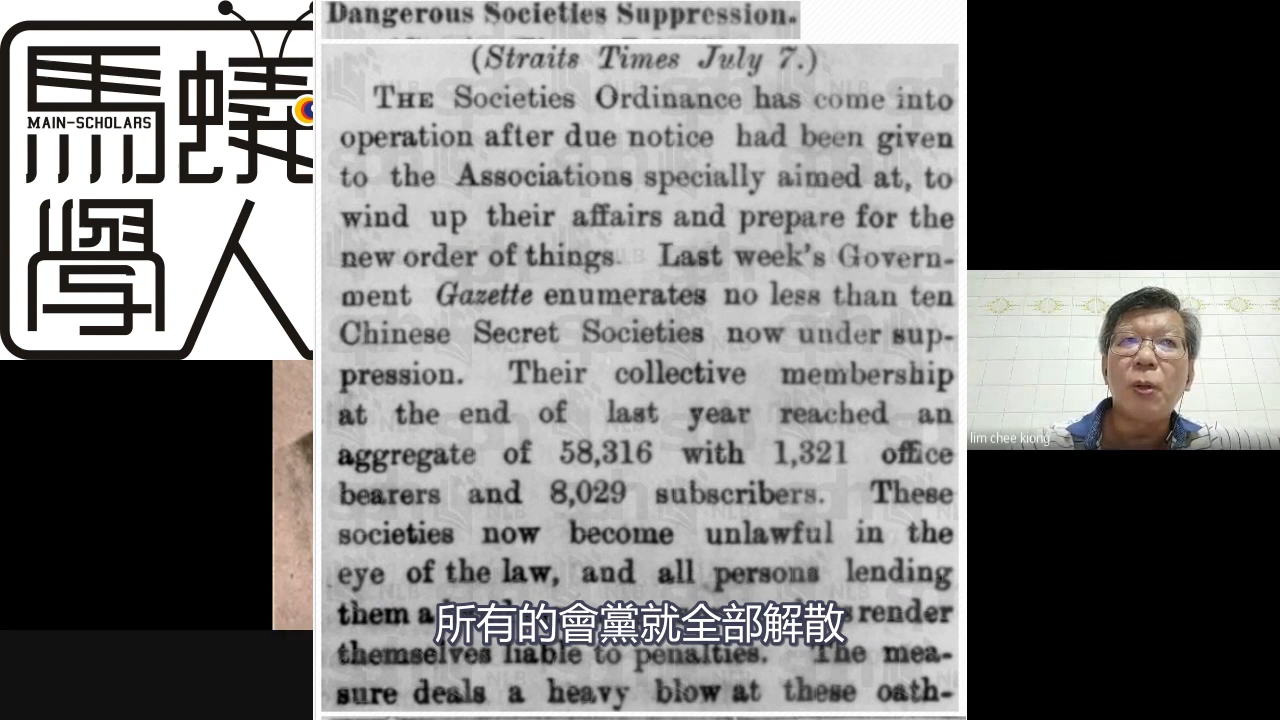 馬蟻
MAIN-SCHOLARS
學人
Dangerous Societies Suppression.
(Straits Times July 7.)
THE Societies Ordinance has come into
operation after due notice had been given
to the Associations specially aimed at, to
wind up their affairs and prepare for the
new order of things. Last week's Govern-
ment Gazette enumerates no less than ten
Chinese Secret Societies now under sup-
pression. Their collective membership
at the end of last year reached an
aggregate of 58,316 with 1,321 office
bearers and 8,029 subscribers. These
societies now become unlawful in the
eye of the law, and all persons lending
them render
所有的會黨就全部解散
themselves liable to penalties. The mea-
sure deals a heavy blow at these oath-
lim chee kiong